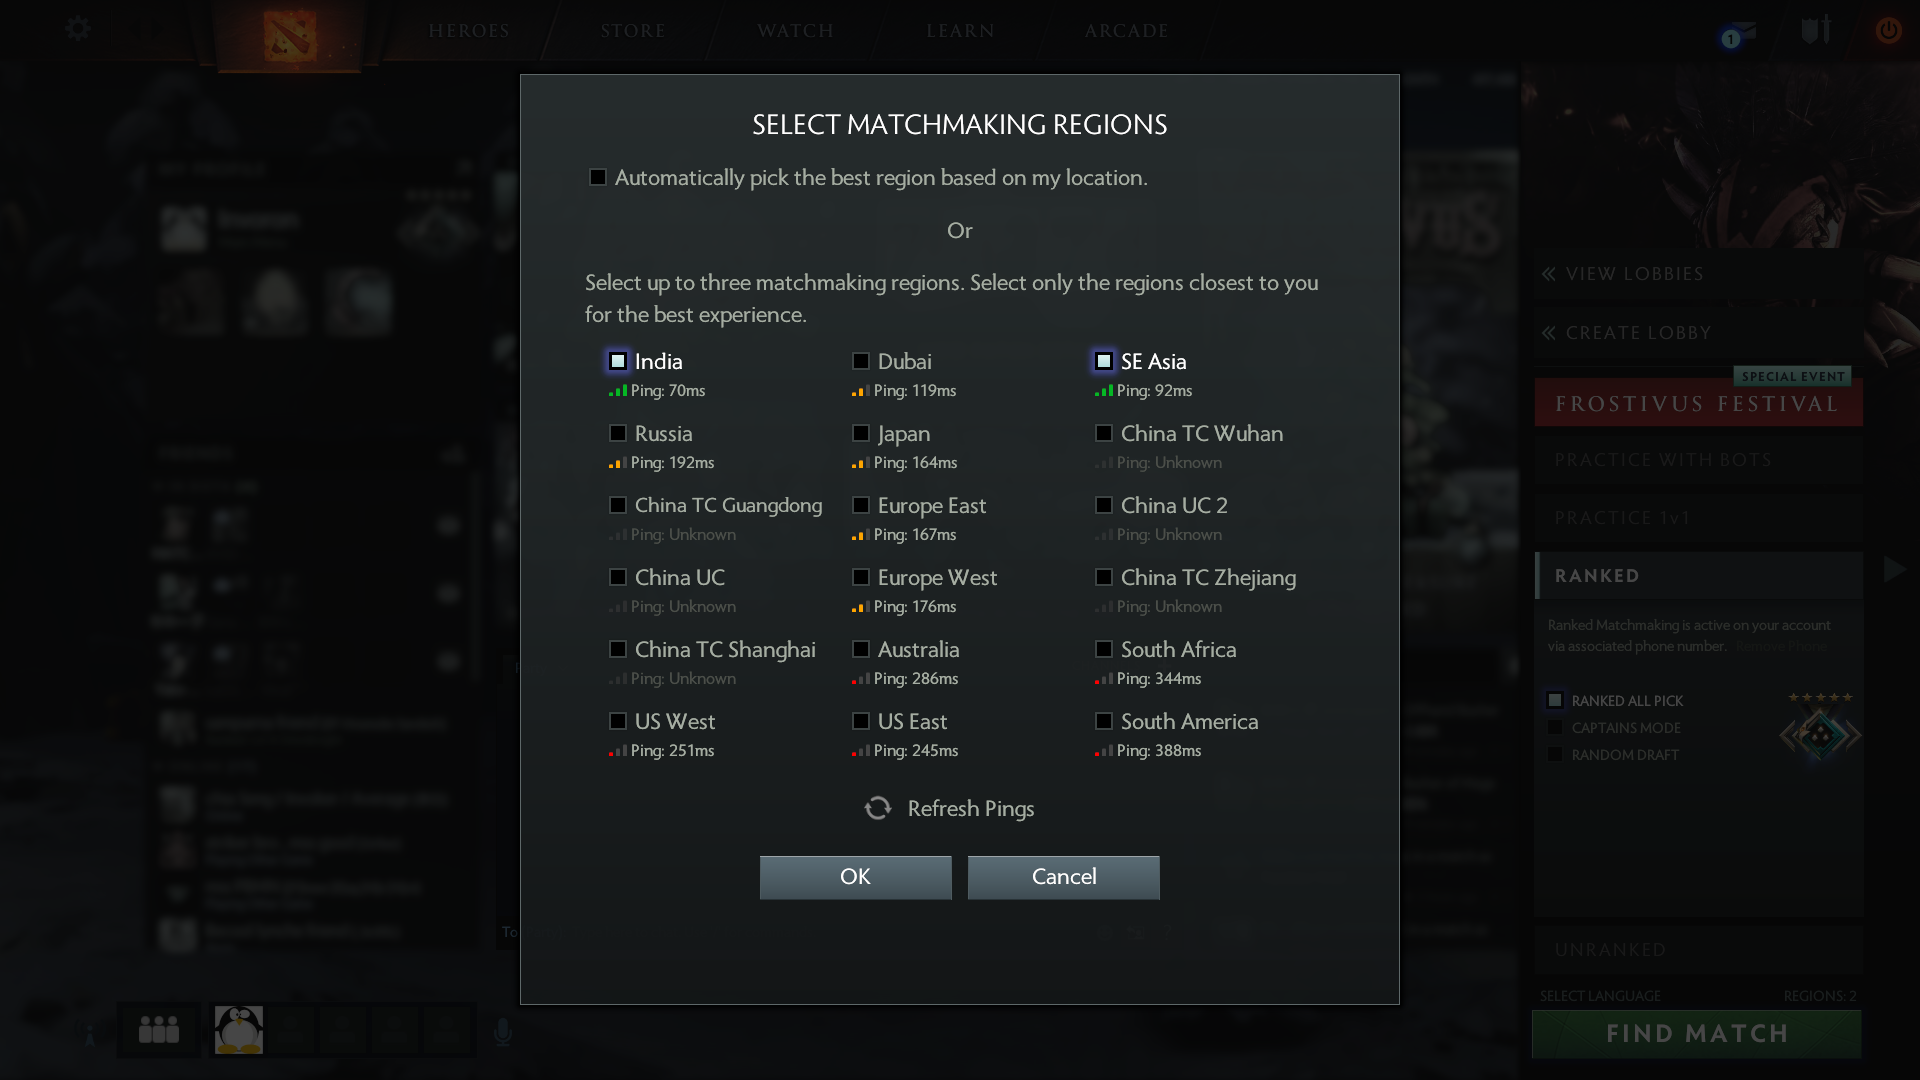 HEROES
STORE
WATCH
LEARN
ARCADE
1
SELECT MATCHMAKING REGIONS
Automatically pick the best region based on my location.
Or
Select up to three matchmaking regions. Select only the regions closest to you
for the best experience.
India
Dubai
SE Asia
Ping: 70ms
Ping: 119ms
Ping: 92ms
Russia
Japan
China TC Wuhan
Ping: 192ms
Ping: 164ms
Ping: Unknown
China TC Guangdong
Europe East
China UC 2
Ping: Unknown
Ping: 167ms
Ping: Unknown
China UC
Europe West
China TC Zhejiang
Ping: Unknown
Ping: 176ms
Ping: Unknown
China TC Shanghai
Australia
South Africa
Ping: Unknown
Ping: 286ms
Ping: 344ms
US West
US East
South America
Ping: 251ms
Ping: 245ms
Ping: 388ms
Refresh Pings
OK
Cancel
MY PROFILE
To
VIEW LOBBIES
CREATE LOBBY
SPECIAL EVENT
FROSTIVUS FESTIVAL
PRACTICE WITH BOTS
PRACTICE 1v1
RANKED
Ranked Matchmaking is active on your account
via associated phone number. Remove Phone
RANKED ALL PICK
CAPTAINS MODE
RANDOM DRAFT
UNRANKED
SELECT LANGUAGE
REGIONS: 2
FIND MATCH